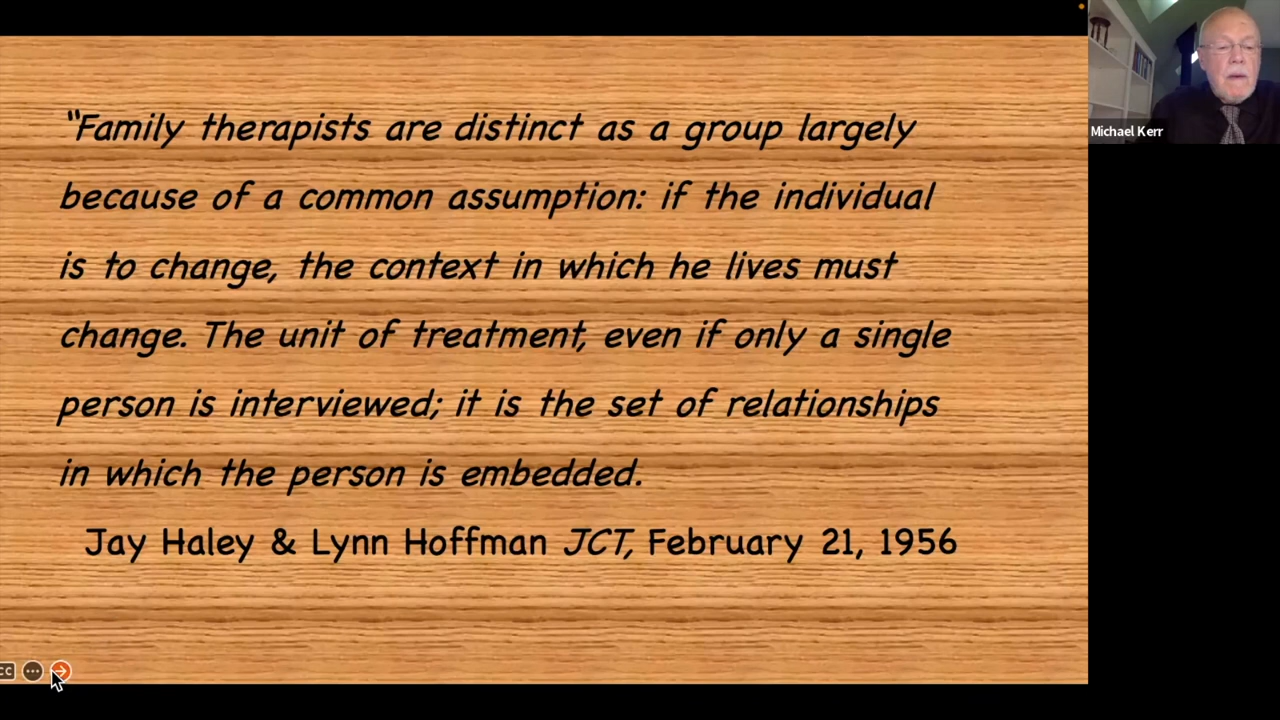 "Family therapists are distinct as a group largely
because of a common assumption: if the individual
is to change, the context in which he lives must
change. The unit of treatment, even if only a single
person is interviewed; it is the set of relationships
in which the person is embedded.
Jay Haley & Lynn Hoffman JCT, February 21, 1956
Michael Kerr
CC